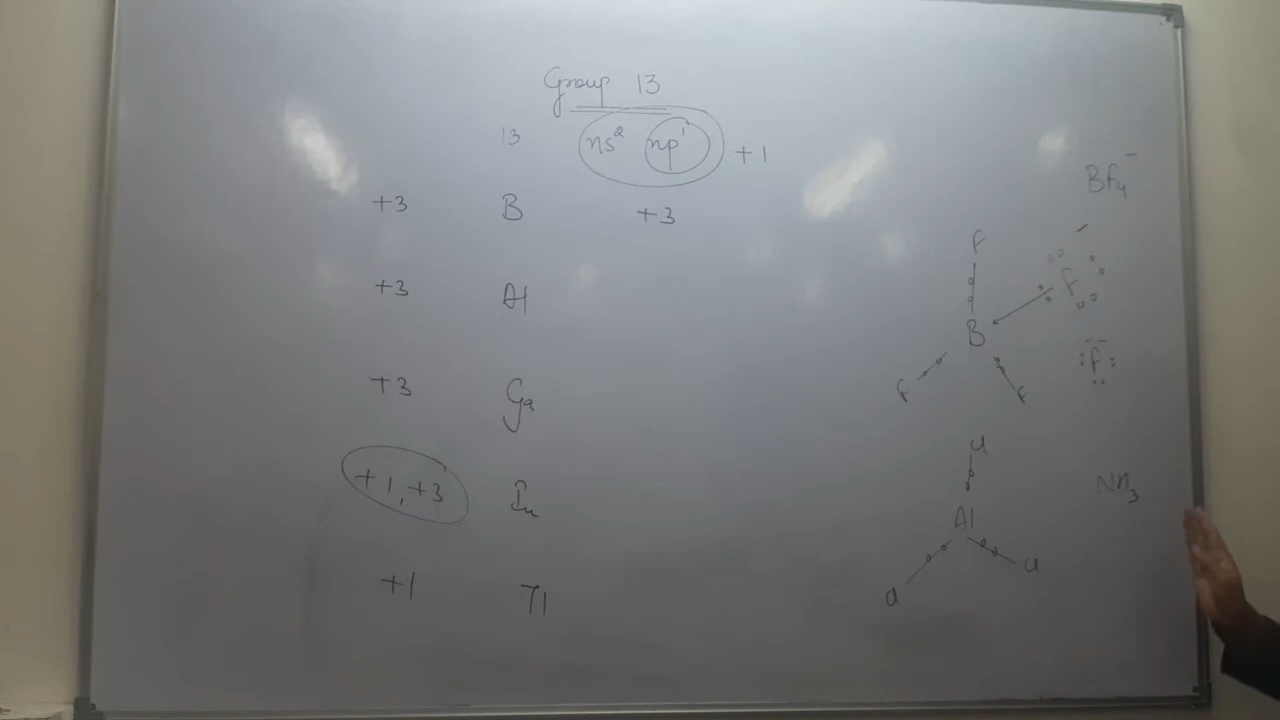 Group 13
13 ns² np¹ +1
+3 B +3
+3 Al
+3 Ga
+1, +3 In
+1 Tl
BF₄⁻
F
F
B
F⁻
F F
Cl
Al
Cl Cl
NH₃